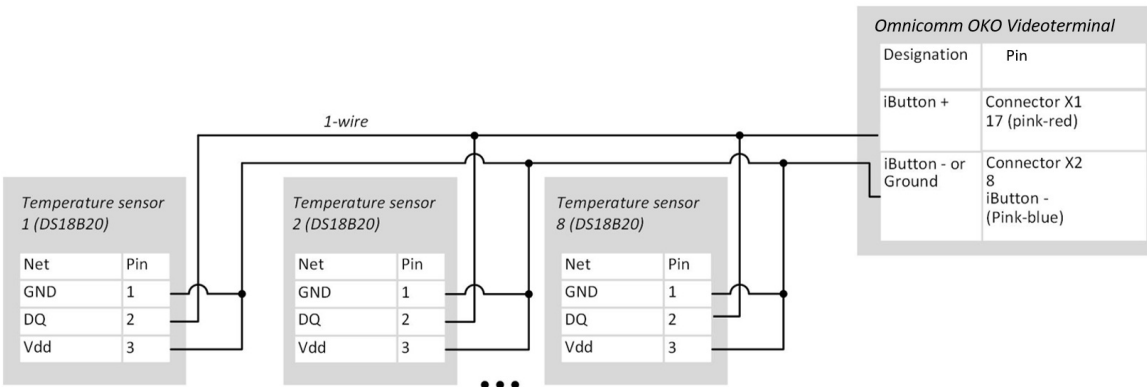 Omnicomm OKO Videoterminal
Designation Pin
iButton + Connector X1
17 (pink-red)
iButton - or Connector X2
Ground 8
iButton -
(Pink-blue)
1-wire
Temperature sensor
1 (DS18B20)
Net Pin
GND 1
DQ 2
Vdd 3
Temperature sensor
2 (DS18B20)
Net Pin
GND 1
DQ 2
Vdd 3
Temperature sensor
8 (DS18B20)
Net Pin
GND 1
DQ 2
Vdd 3